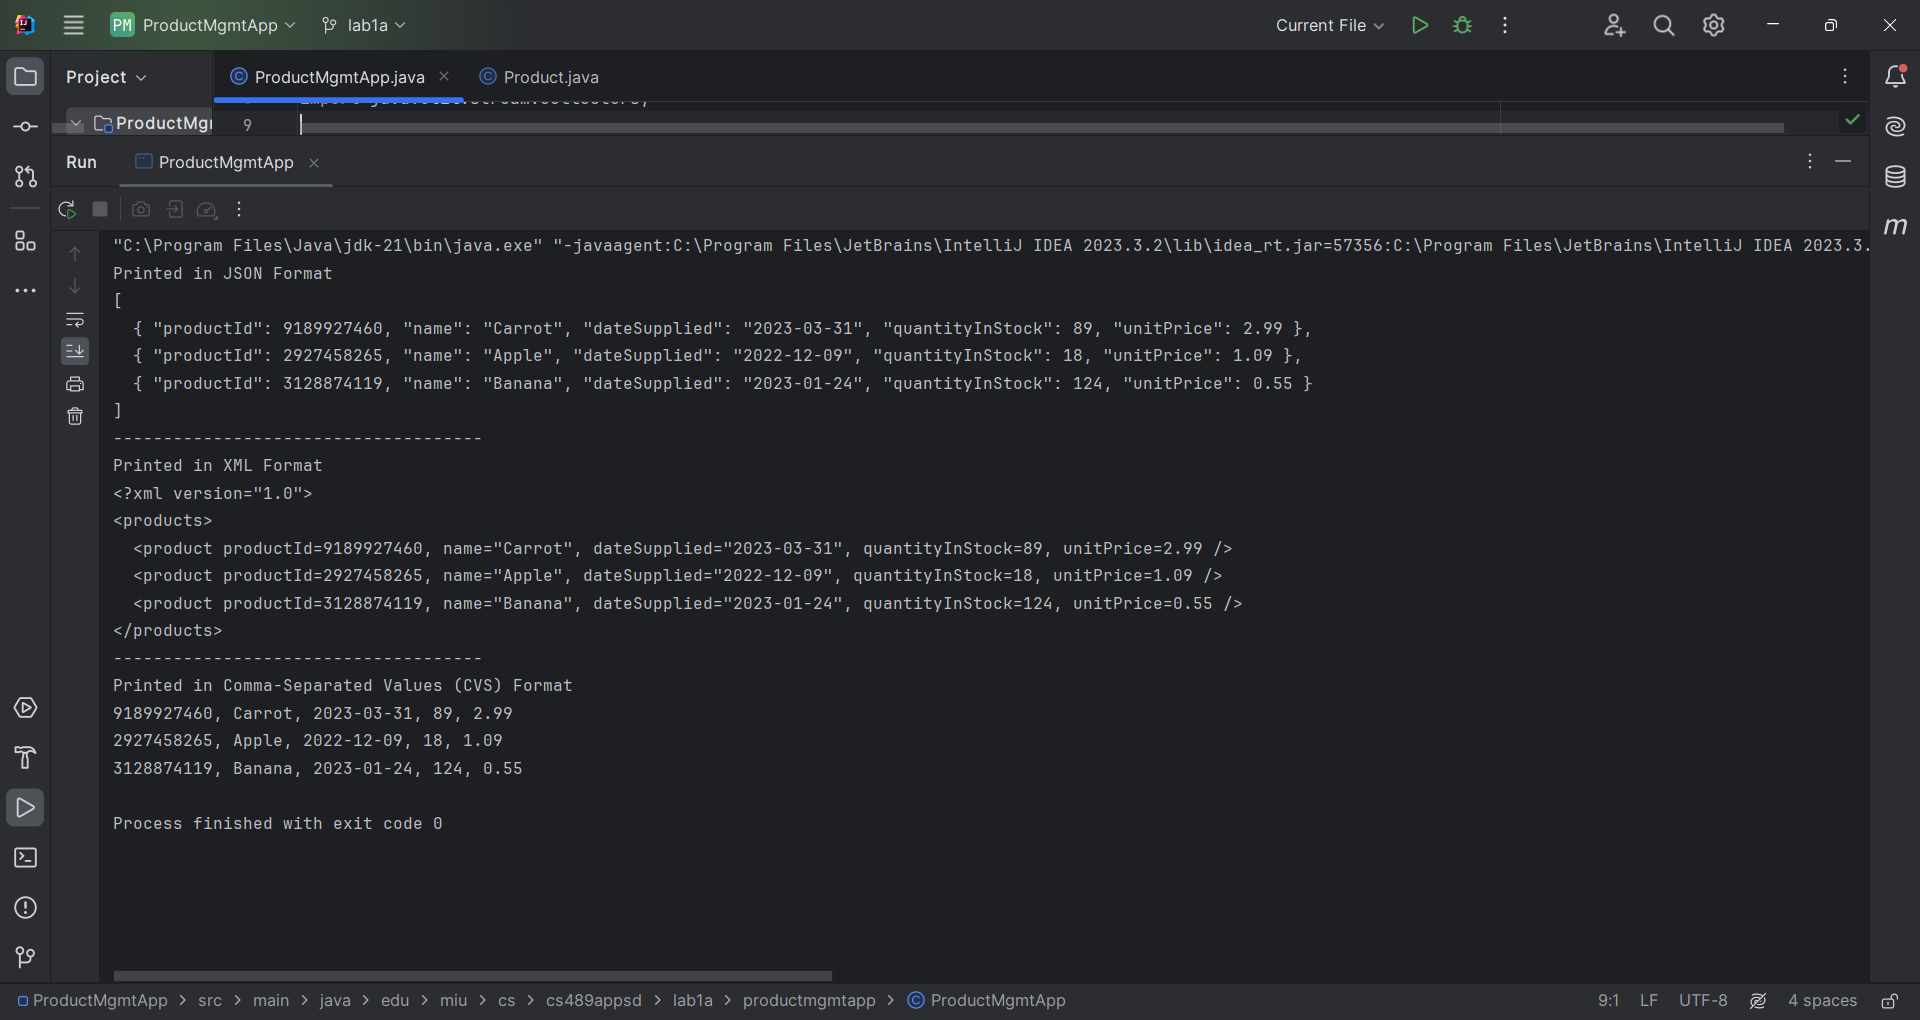 PM ProductMgmtApp lab1a Current File
Project ProductMgmtApp.java Product.java
ProductMgr 9
Run ProductMgmtApp
"C:\Program Files\Java\jdk-21\bin\java.exe" "-javaagent:C:\Program Files\JetBrains\IntelliJ IDEA 2023.3.2\lib\idea_rt.jar=57356:C:\Program Files\JetBrains\IntelliJ IDEA 2023.3.
Printed in JSON Format
[
  { "productId": 9189927460, "name": "Carrot", "dateSupplied": "2023-03-31", "quantityInStock": 89, "unitPrice": 2.99 },
  { "productId": 2927458265, "name": "Apple", "dateSupplied": "2022-12-09", "quantityInStock": 18, "unitPrice": 1.09 },
  { "productId": 3128874119, "name": "Banana", "dateSupplied": "2023-01-24", "quantityInStock": 124, "unitPrice": 0.55 }
]
-------------------------------------
Printed in XML Format
<?xml version="1.0">
<products>
  <product productId=9189927460, name="Carrot", dateSupplied="2023-03-31", quantityInStock=89, unitPrice=2.99 />
  <product productId=2927458265, name="Apple", dateSupplied="2022-12-09", quantityInStock=18, unitPrice=1.09 />
  <product productId=3128874119, name="Banana", dateSupplied="2023-01-24", quantityInStock=124, unitPrice=0.55 />
</products>
-------------------------------------
Printed in Comma-Separated Values (CVS) Format
9189927460, Carrot, 2023-03-31, 89, 2.99
2927458265, Apple, 2022-12-09, 18, 1.09
3128874119, Banana, 2023-01-24, 124, 0.55
Process finished with exit code 0
ProductMgmtApp > src > main > java > edu > miu > cs > cs489appsd > lab1a > productmgmtapp > ProductMgmtApp 9:1 LF UTF-8 4 spaces